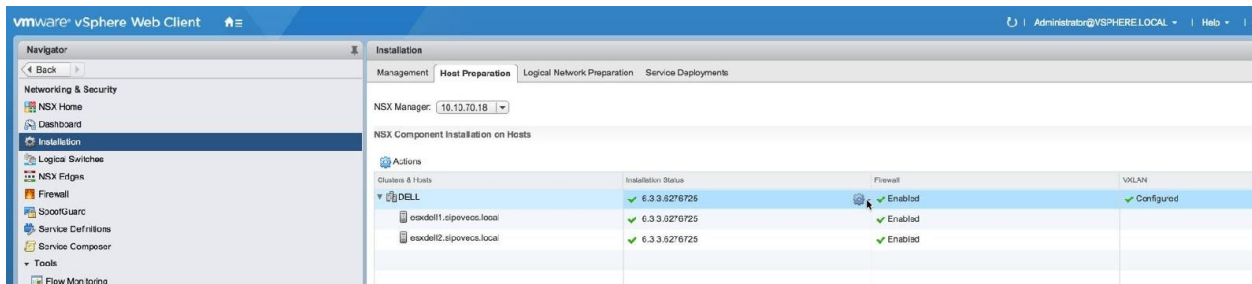 vmware® vSphere Web Client
Administrator@VSPHERE.LOCAL | Help |
Navigator
Back
Networking & Security
NSX Home
Dashboard
Installation
Logical Switches
NSX Edges
Firewall
SpoofGuard
Service Definitions
Service Composer
Tools
Flow Monitoring
Installation
Management Host Preparation Logical Network Preparation Service Deployments
NSX Manager: 10.10.70.18
NSX Component Installation on Hosts
Actions
Clusters & Hosts Installation Status Firewall VXLAN
DELL 6.3.3.6276725 Enabled Configured
esxdell1.sipovecs.local 6.3.3.6276725 Enabled
esxdell2.sipovecs.local 6.3.3.6276725 Enabled